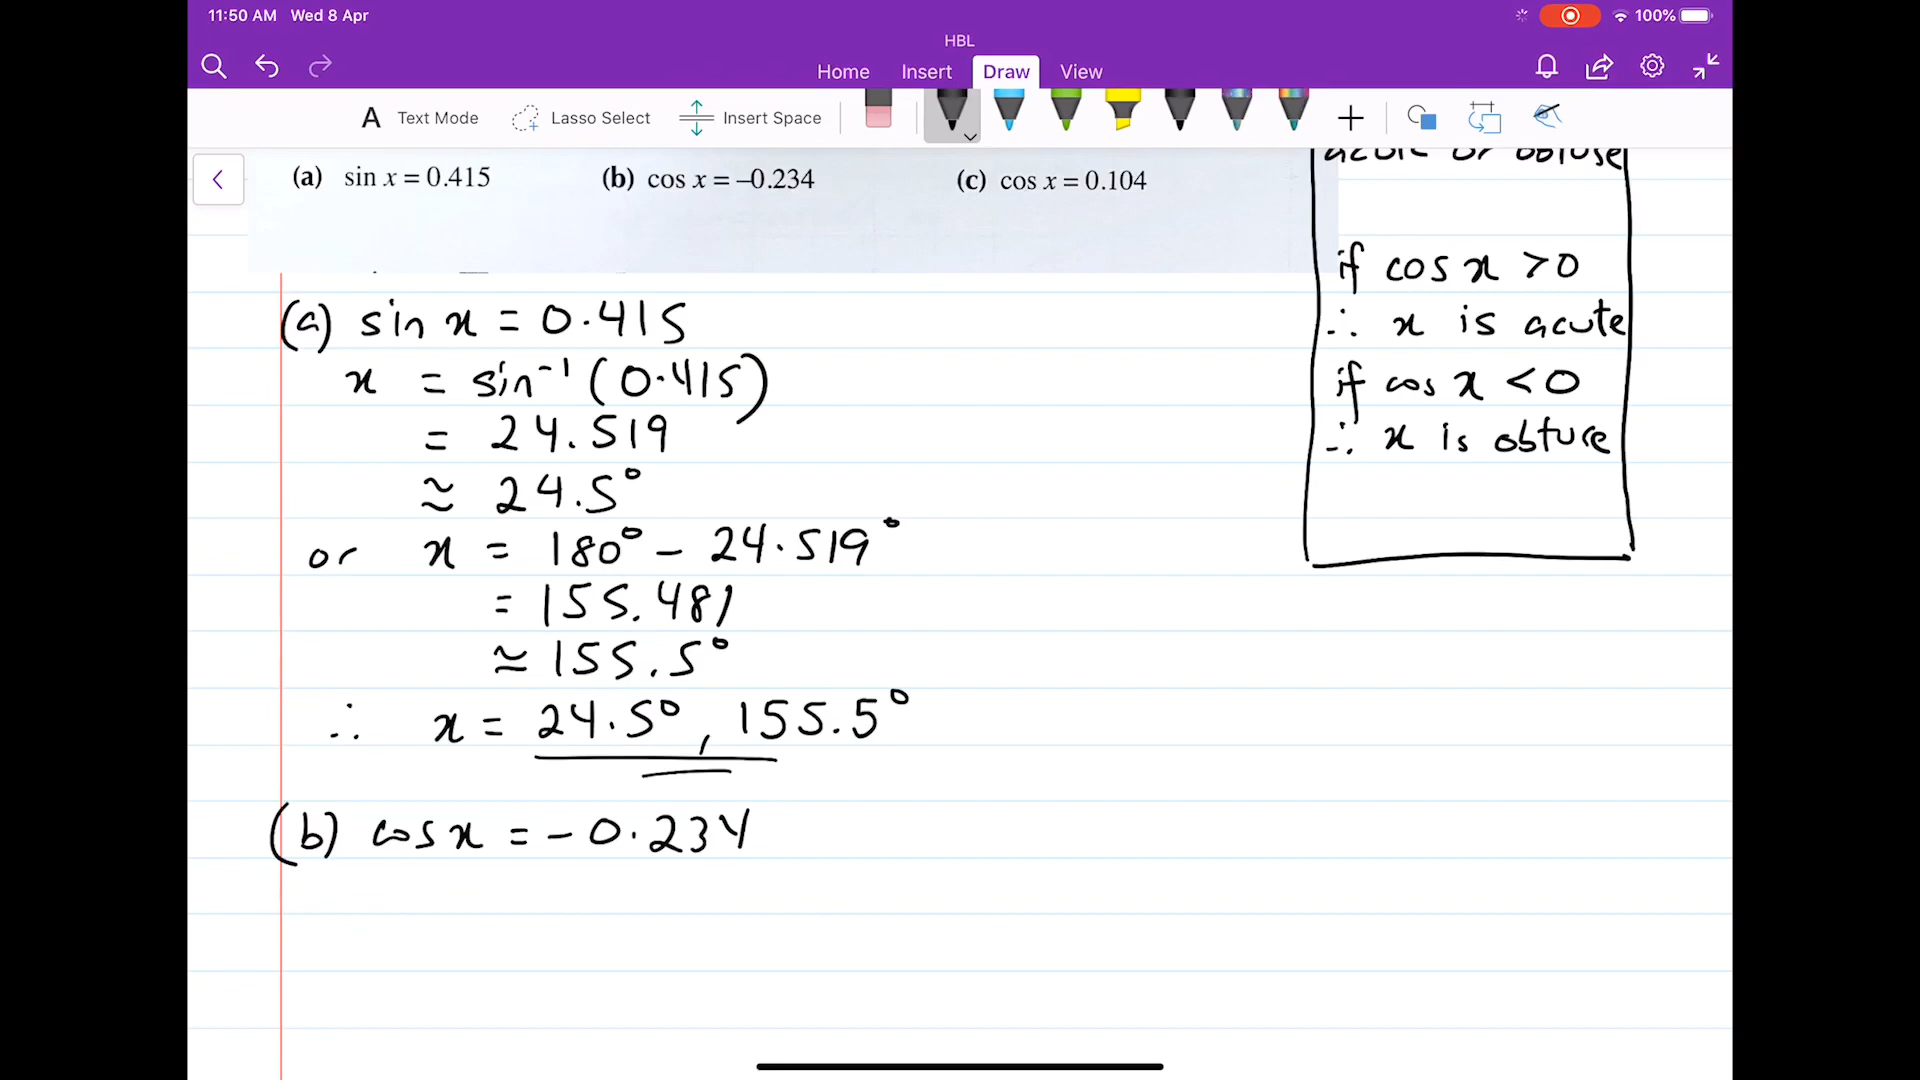 11:50 AM Wed 8 Apr 100%
HBL
Home Insert Draw View
A Text Mode Lasso Select Insert Space
(a) sin x = 0.415 (b) cos x = –0.234 (c) cos x = 0.104
acute or obtuse
if cos x > 0
∴ x is acute
if cos x < 0
∴ x is obtuse
(a) sin x = 0.415
x = sin⁻¹ (0.415)
= 24.519
≈ 24.5°
or x = 180° – 24.519°
= 155.481
≈ 155.5°
∴ x = 24.5°, 155.5°
(b) cos x = – 0.234